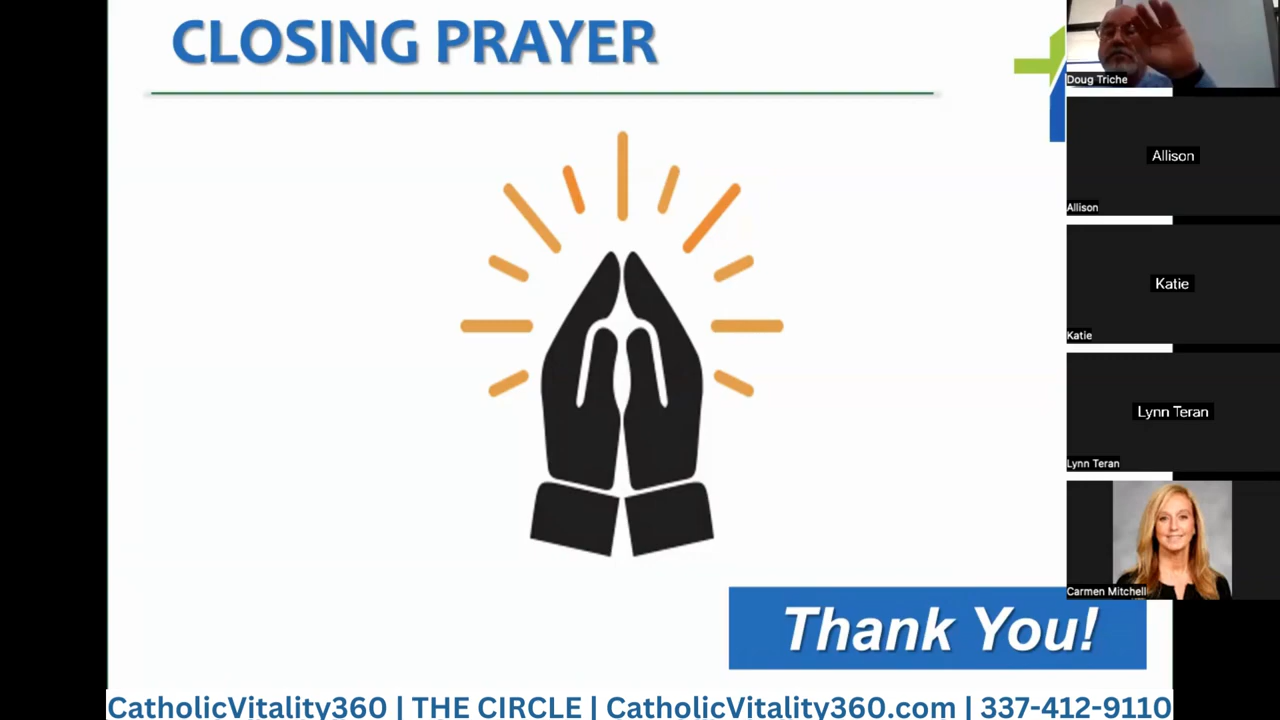 CLOSING PRAYER
Doug Triche
Allison
Allison
Katie
Katie
Lynn Teran
Lynn Teran
Carmen Mitchell
Thank You!
CatholicVitality360 | THE CIRCLE | CatholicVitality360.com | 337-412-9110